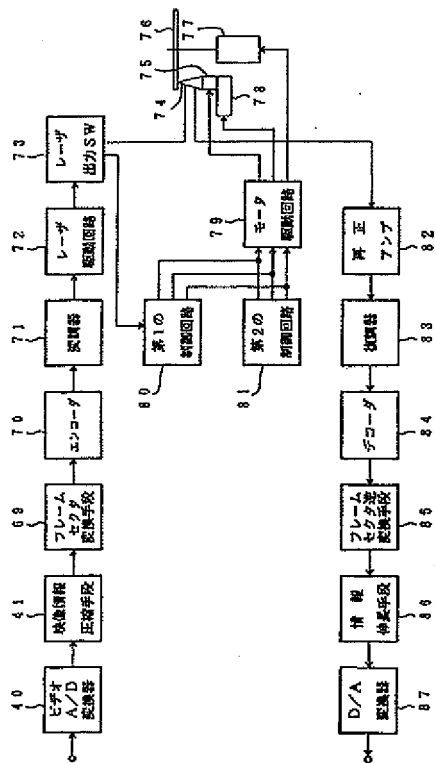 40
ビデオ
A/D
変換器
41
映像情報
圧縮手段
69
フレーム
セクタ
変換手段
70
エンコーダ
71
変調器
72
レーザ
駆動回路
73
レーザ
出力SW
74
75
76
77
78
79
モータ
駆動回路
第1の
制御回路
80
第2の
制御回路
81
再生
アンプ
82
復調器
83
デコーダ
84
フレーム
セクタ逆
変換手段
85
情報
伸長手段
86
D/A
変換器
87